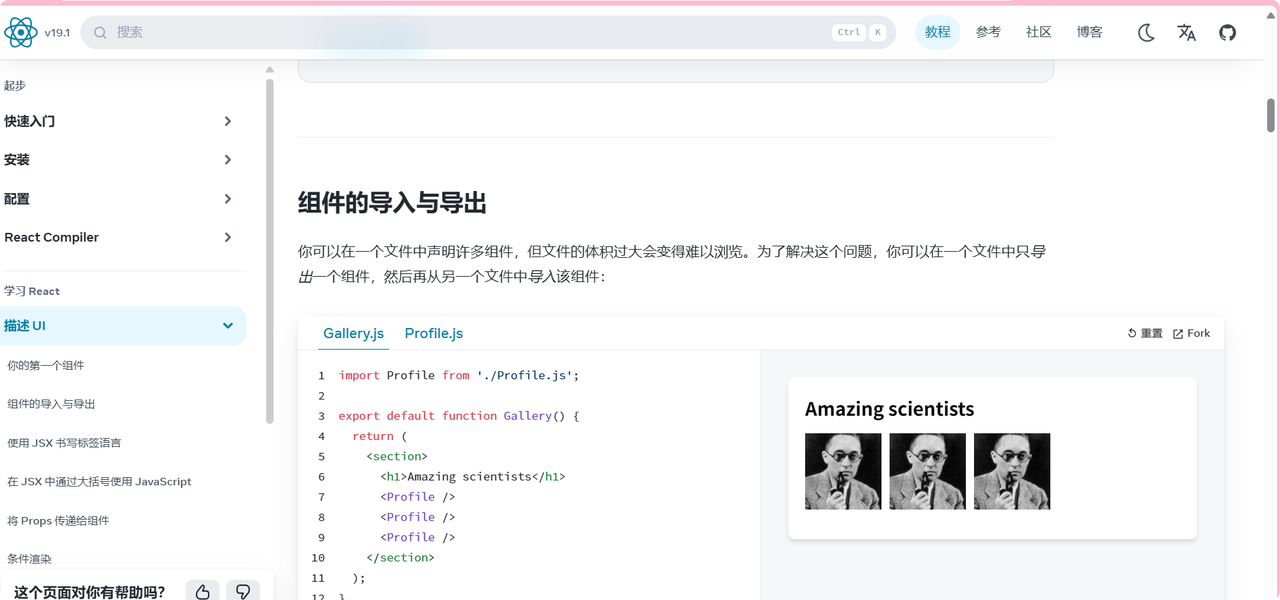 v19.1
搜索
Ctrl K
教程
参考
社区
博客
起步
快速入门
安装
配置
React Compiler
学习 React
描述 UI
你的第一个组件
组件的导入与导出
使用 JSX 书写标签语言
在 JSX 中通过大括号使用 JavaScript
将 Props 传递给组件
条件渲染
这个页面对你有帮助吗？
组件的导入与导出
你可以在一个文件中声明许多组件，但文件的体积过大会变得难以浏览。为了解决这个问题，你可以在一个文件中只导
出一个组件，然后再从另一个文件中导入该组件：
Gallery.js Profile.js
重置 Fork
1 import Profile from './Profile.js';
2
3 export default function Gallery() {
4 return (
5 <section>
6 <h1>Amazing scientists</h1>
7 <Profile />
8 <Profile />
9 <Profile />
10 </section>
11 );
12 }
Amazing scientists